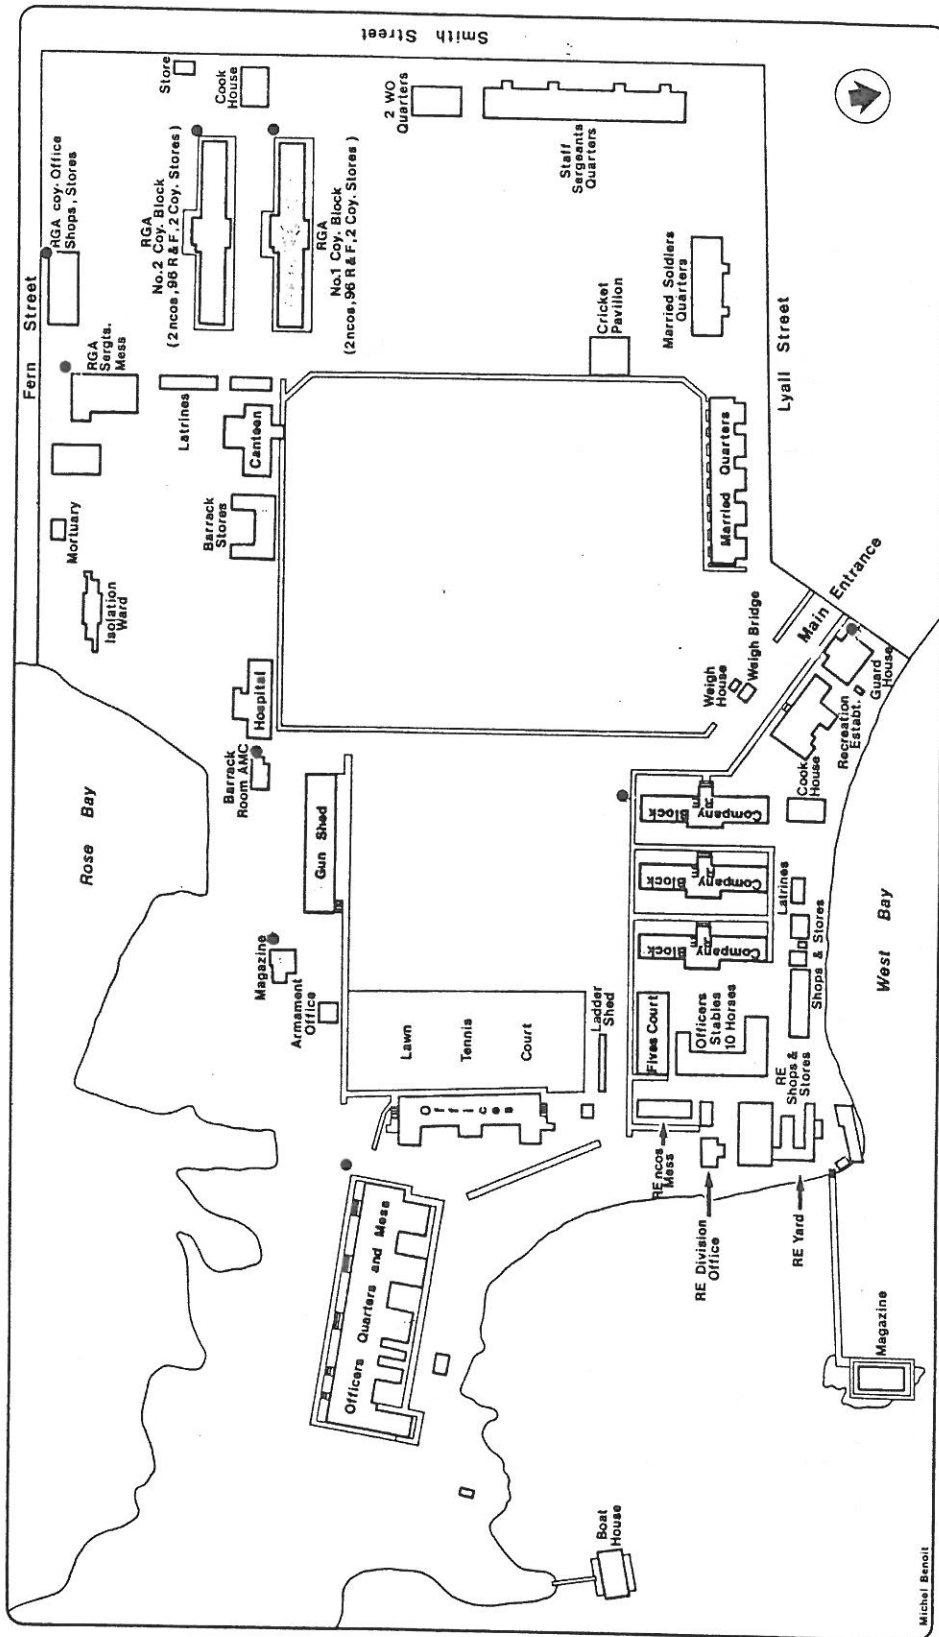 Smith Street
Fern Street
RGA coy. Office
Shops, Stores
Store
Cook
House
RGA
No.2 Coy. Block
(2 ncos, 96 R & F, 2 Coy. Stores)
RGA
No.1 Coy. Block
(2ncos, 96 R & F, 2 Coy. Stores)
2 WO
Quarters
Staff
Sergeants
Quarters
RGA
Sergts.
Mess
Latrines
Canteen
Cricket
Pavilion
Married Soldiers
Quarters
Lyall Street
Mortuary
Isolation
Ward
Barrack
Stores
Married Quarters
Hospital
Barrack
Room AMC
Weigh
House
Weigh Bridge
Main Entrance
Guard
House
Recreation
Establt.
Cook
House
Rose Bay
Gun Shed
Company
Block
Company
Block
Company
Block
Latrines
Shops & Stores
West Bay
Magazine
Armament
Office
Lawn
Tennis
Court
Ladder
Shed
Fives Court
Officers
Stables
10 Horses
RE
Shops &
Stores
Offices
RE ncos
Mess
RE Division
Office
RE Yard
Officers Quarters and Mess
Magazine
Boat
House
Michel Benoit